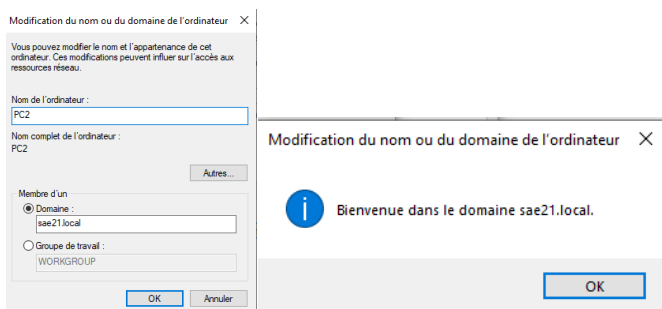 Modification du nom ou du domaine de l'ordinateur
Vous pouvez modifier le nom et l'appartenance de cet
ordinateur. Ces modifications peuvent influer sur l'accès aux
ressources réseau.
Nom de l'ordinateur :
PC2
Nom complet de l'ordinateur :
PC2
Autres...
Membre d'un
Domaine :
sae21.local
Groupe de travail :
WORKGROUP
OK
Annuler
Modification du nom ou du domaine de l'ordinateur
Bienvenue dans le domaine sae21.local.
OK